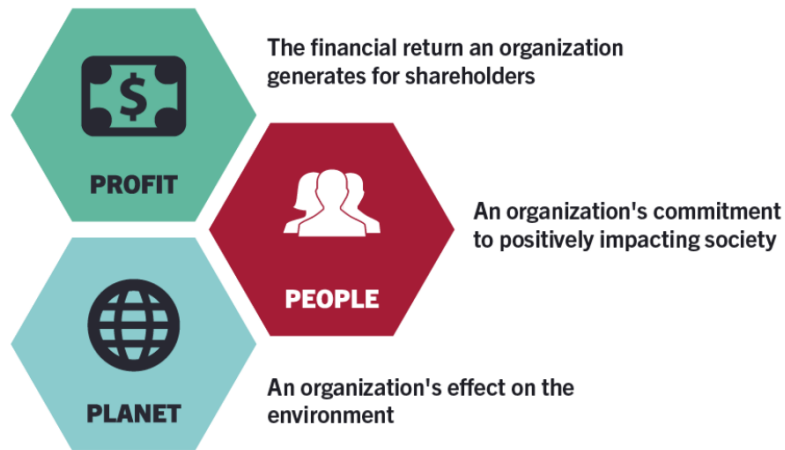 The financial return an organization
generates for shareholders
$
PROFIT
An organization's commitment
to positively impacting society
PEOPLE
An organization's effect on the
environment
PLANET